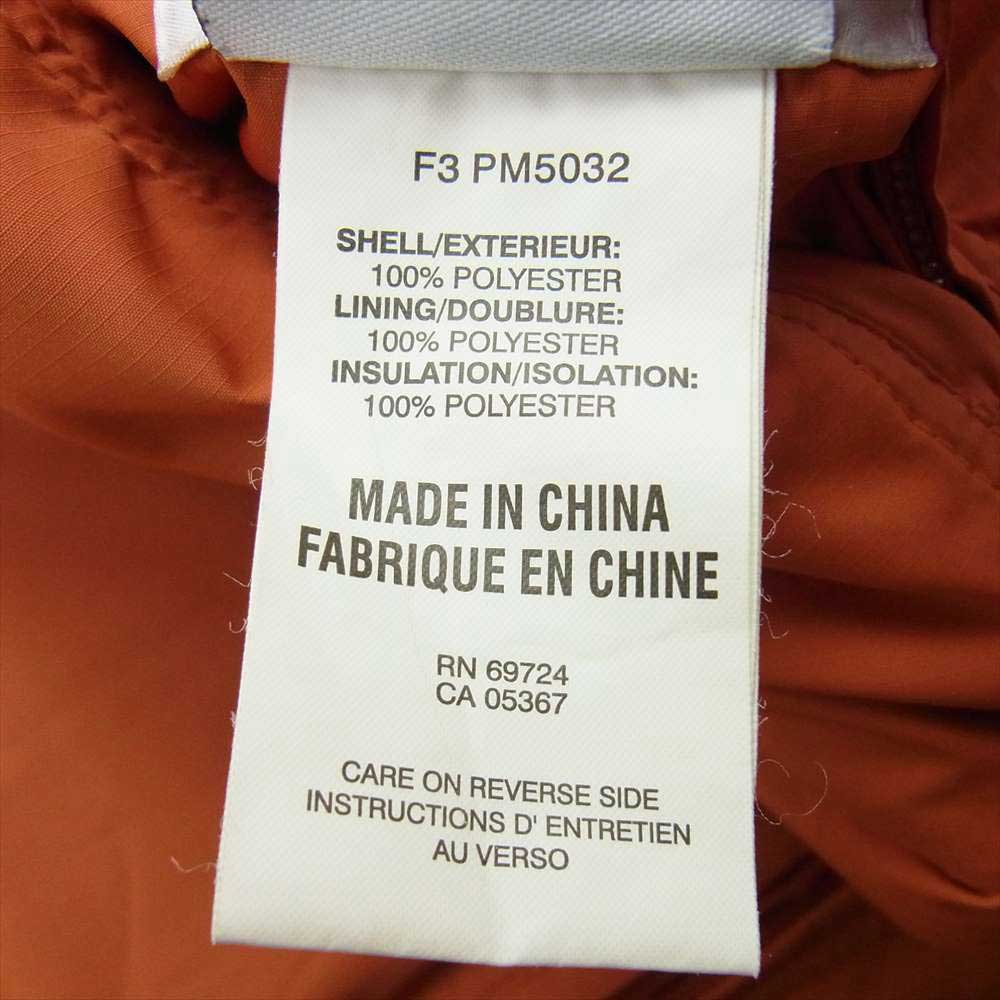 F3 PM5032
SHELL/EXTERIEUR:
100% POLYESTER
LINING/DOUBLURE:
100% POLYESTER
INSULATION/ISOLATION:
100% POLYESTER
MADE IN CHINA
FABRIQUE EN CHINE
RN 69724
CA 05367
CARE ON REVERSE SIDE
INSTRUCTIONS D' ENTRETIEN
AU VERSO